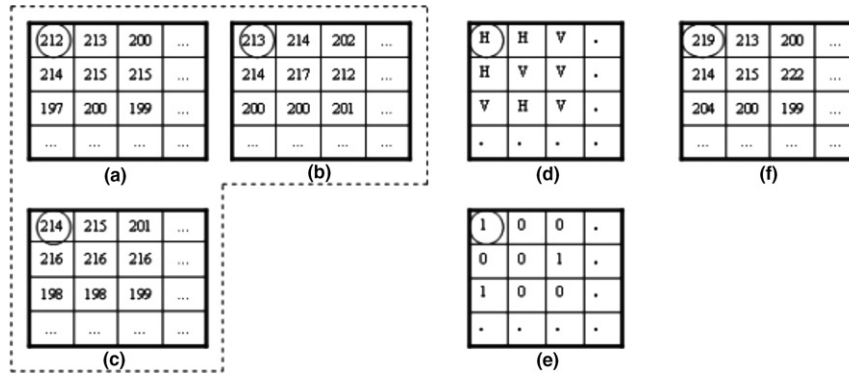 212 213 200 ...
214 215 215 ...
197 200 199 ...
... ... ... ...
(a)
213 214 202 ...
214 217 212 ...
200 200 201 ...
... ... ... ...
(b)
H H V .
H V V .
V H V .
. . . .
(d)
219 213 200 ...
214 215 222 ...
204 200 199 ...
... ... ... ...
(f)
214 215 201 ...
216 216 216 ...
198 198 199 ...
... ... ... ...
(c)
1 0 0 .
0 0 1 .
1 0 0 .
. . . .
(e)